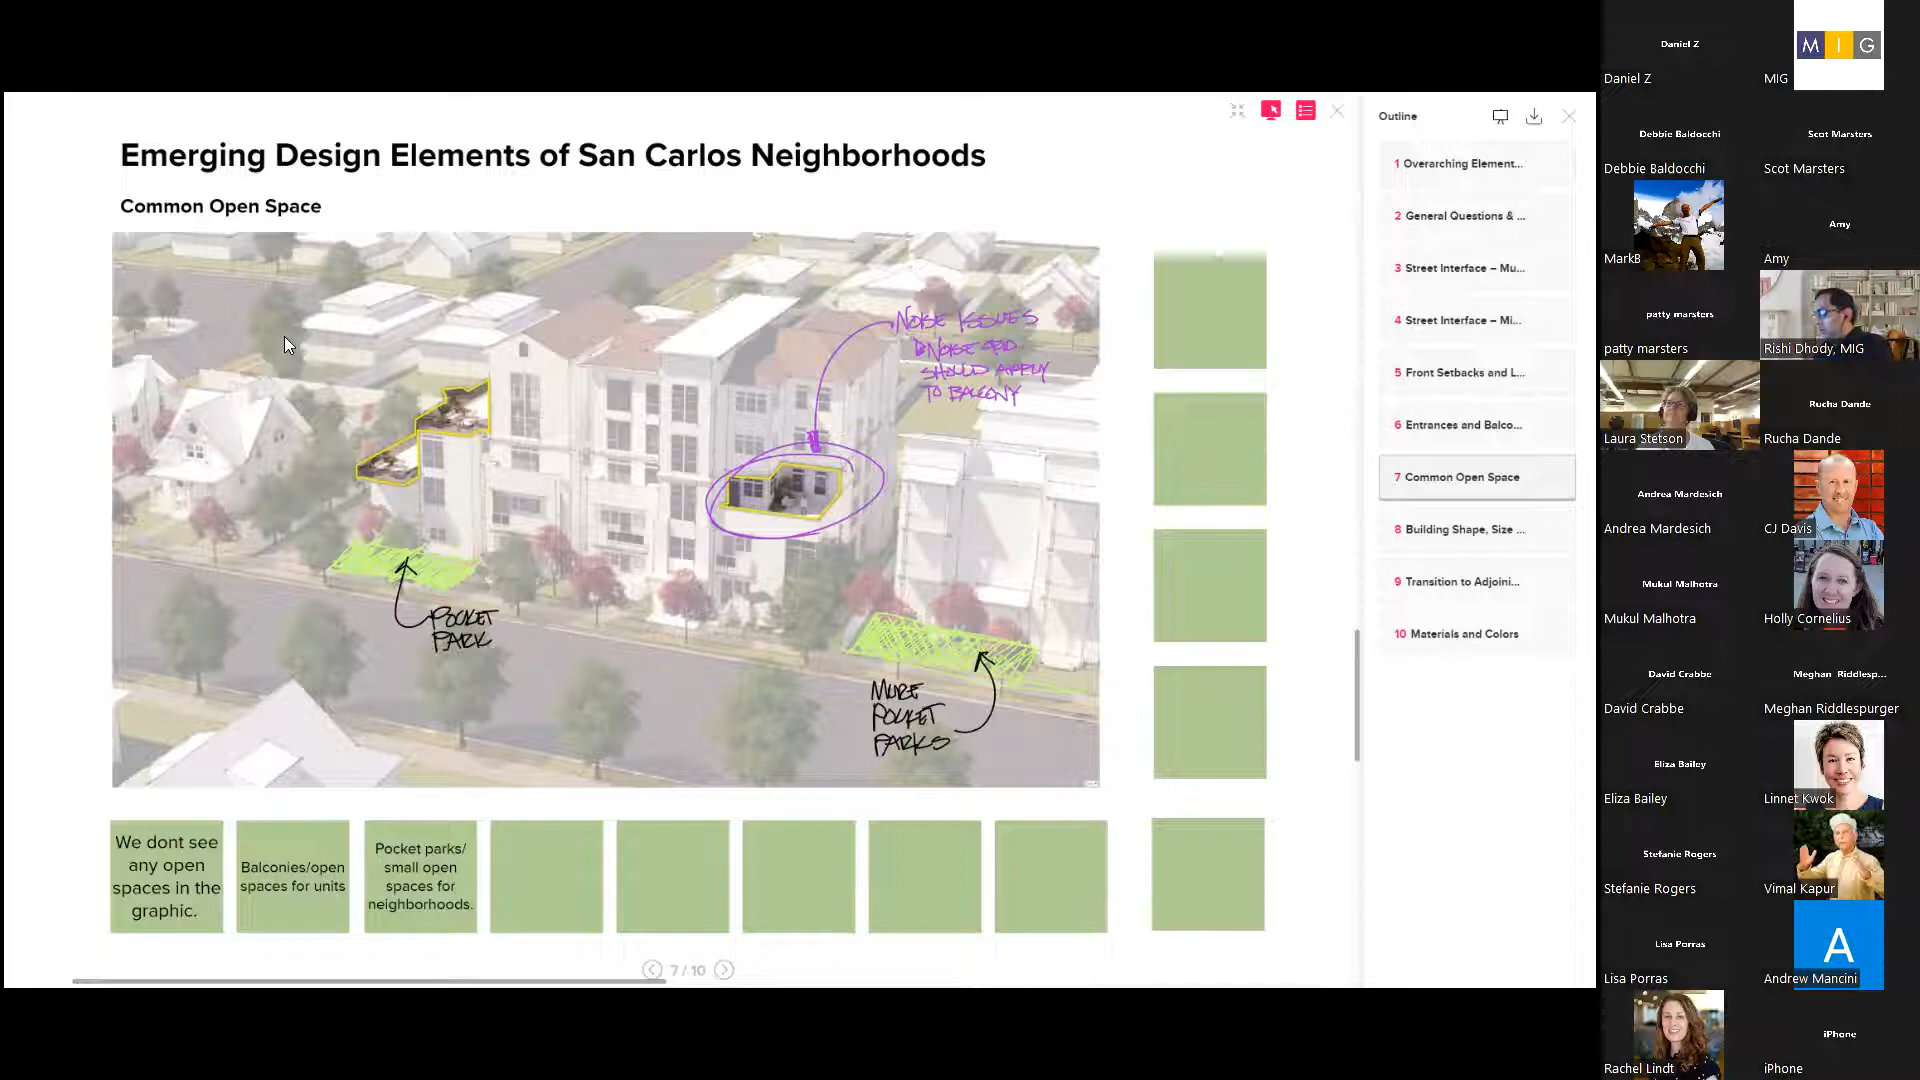 Emerging Design Elements of San Carlos Neighborhoods
Common Open Space
NOISE ISSUES
NOISE ORD
SHOULD APPLY
TO BALCONY
POCKET
PARK
MORE
POCKET
PARKS
We dont see
any open
spaces in the
graphic.
Balconies/open
spaces for units
Pocket parks/
small open
spaces for
neighborhoods.
7 / 10
Outline
1 Overarching Element...
2 General Questions & ...
3 Street Interface – Mu...
4 Street Interface – Mi...
5 Front Setbacks and L...
6 Entrances and Balco...
7 Common Open Space
8 Building Shape, Size ...
9 Transition to Adjoini...
10 Materials and Colors
Daniel Z
Daniel Z
M I G
MIG
Debbie Baldocchi
Debbie Baldocchi
Scot Marsters
Scot Marsters
MarkB
Amy
Amy
patty marsters
patty marsters
Rishi Dhody, MIG
Laura Stetson
Rucha Dande
Rucha Dande
Andrea Mardesich
Andrea Mardesich
CJ Davis
Mukul Malhotra
Mukul Malhotra
Holly Cornelius
David Crabbe
David Crabbe
Meghan Riddlesp...
Meghan Riddlespurger
Eliza Bailey
Eliza Bailey
Linnet Kwok
Stefanie Rogers
Stefanie Rogers
Vimal Kapur
Lisa Porras
Lisa Porras
A
Andrew Mancini
Rachel Lindt
iPhone
iPhone